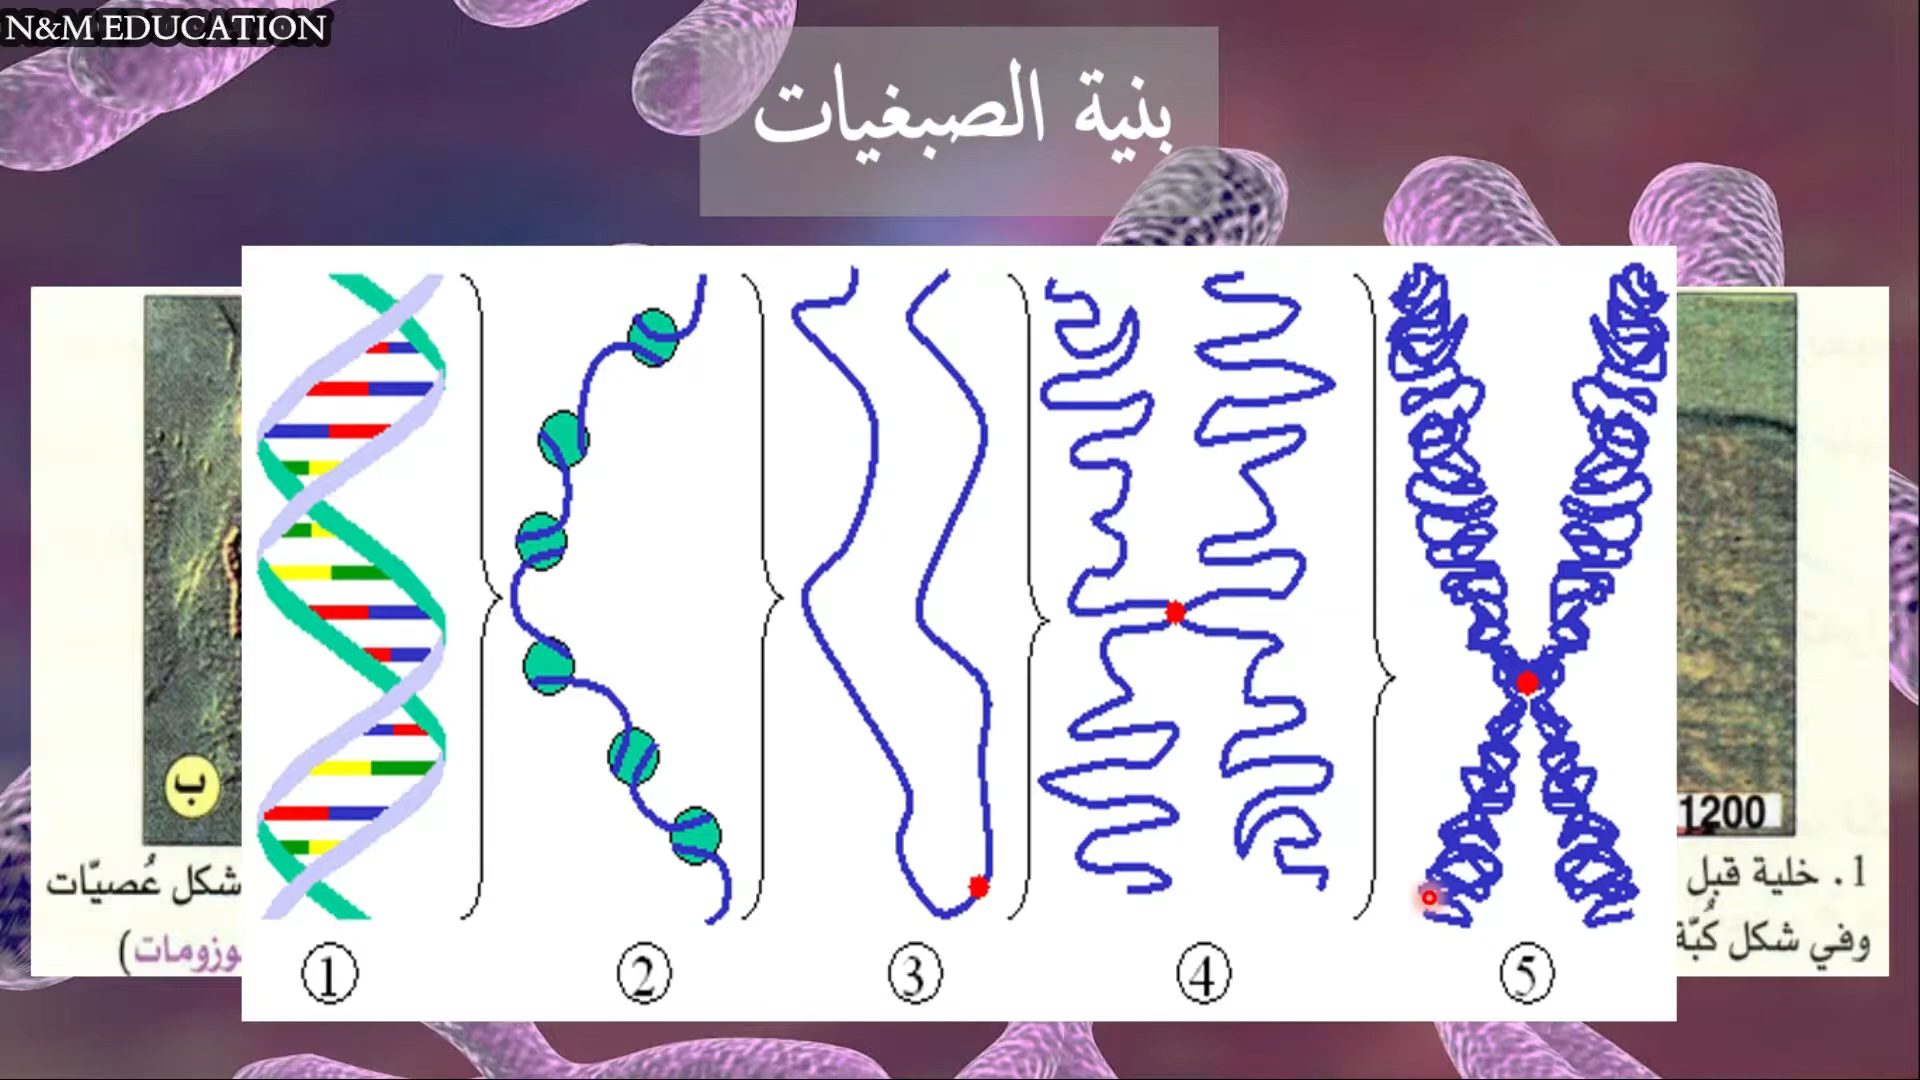 N&M EDUCATION
بنية الصبغيات
ب
1200
شكل عُصيّات
وزومات)
1. خلية قبل
وفي شكل كُبّة
① ② ③ ④ ⑤